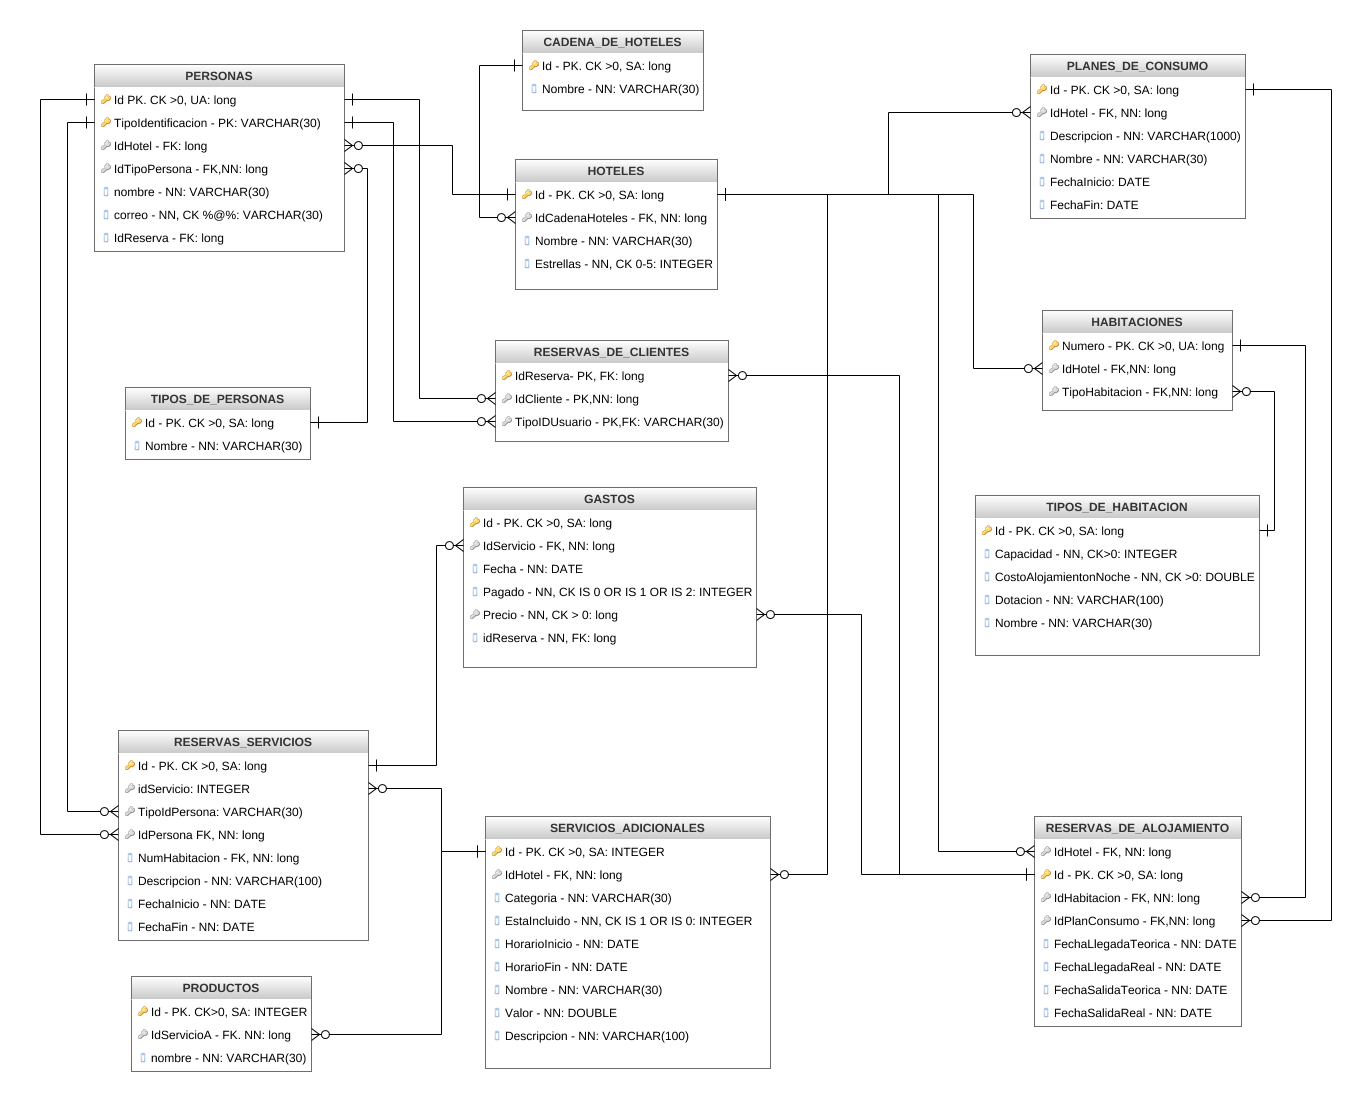 CADENA_DE_HOTELES
Id - PK. CK >0, SA: long
Nombre - NN: VARCHAR(30)
PERSONAS
Id PK. CK >0, UA: long
TipoIdentificacion - PK: VARCHAR(30)
IdHotel - FK: long
IdTipoPersona - FK,NN: long
nombre - NN: VARCHAR(30)
correo - NN, CK %@%: VARCHAR(30)
IdReserva - FK: long
PLANES_DE_CONSUMO
Id - PK. CK >0, SA: long
IdHotel - FK, NN: long
Descripcion - NN: VARCHAR(1000)
Nombre - NN: VARCHAR(30)
FechaInicio: DATE
FechaFin: DATE
HOTELES
Id - PK. CK >0, SA: long
IdCadenaHoteles - FK, NN: long
Nombre - NN: VARCHAR(30)
Estrellas - NN, CK 0-5: INTEGER
HABITACIONES
Numero - PK. CK >0, UA: long
IdHotel - FK,NN: long
TipoHabitacion - FK,NN: long
RESERVAS_DE_CLIENTES
IdReserva- PK, FK: long
IdCliente - PK,NN: long
TipoIDUsuario - PK,FK: VARCHAR(30)
TIPOS_DE_PERSONAS
Id - PK. CK >0, SA: long
Nombre - NN: VARCHAR(30)
GASTOS
Id - PK. CK >0, SA: long
IdServicio - FK, NN: long
Fecha - NN: DATE
Pagado - NN, CK IS 0 OR IS 1 OR IS 2: INTEGER
Precio - NN, CK > 0: long
idReserva - NN, FK: long
TIPOS_DE_HABITACION
Id - PK. CK >0, SA: long
Capacidad - NN, CK>0: INTEGER
CostoAlojamientonNoche - NN, CK >0: DOUBLE
Dotacion - NN: VARCHAR(100)
Nombre - NN: VARCHAR(30)
RESERVAS_SERVICIOS
Id - PK. CK >0, SA: long
idServicio: INTEGER
TipoIdPersona: VARCHAR(30)
IdPersona FK, NN: long
NumHabitacion - FK, NN: long
Descripcion - NN: VARCHAR(100)
FechaInicio - NN: DATE
FechaFin - NN: DATE
SERVICIOS_ADICIONALES
Id - PK. CK >0, SA: INTEGER
IdHotel - FK, NN: long
Categoria - NN: VARCHAR(30)
EstaIncluido - NN, CK IS 1 OR IS 0: INTEGER
HorarioInicio - NN: DATE
HorarioFin - NN: DATE
Nombre - NN: VARCHAR(30)
Valor - NN: DOUBLE
Descripcion - NN: VARCHAR(100)
RESERVAS_DE_ALOJAMIENTO
IdHotel - FK, NN: long
Id - PK. CK >0, SA: long
IdHabitacion - FK, NN: long
IdPlanConsumo - FK,NN: long
FechaLlegadaTeorica - NN: DATE
FechaLlegadaReal - NN: DATE
FechaSalidaTeorica - NN: DATE
FechaSalidaReal - NN: DATE
PRODUCTOS
Id - PK. CK>0, SA: INTEGER
IdServicioA - FK. NN: long
nombre - NN: VARCHAR(30)